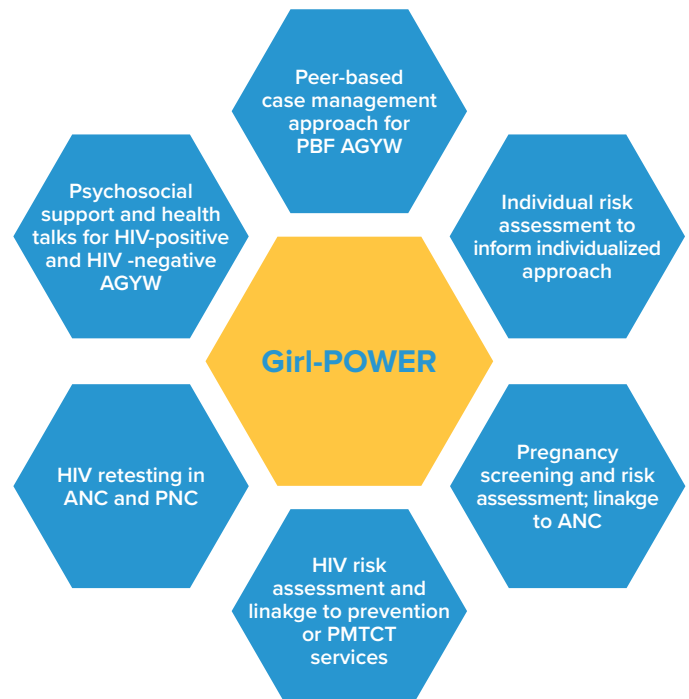 Peer-based
case management
approach for
PBF AGYW
Psychosocial
support and health
talks for HIV-positive
and HIV -negative
AGYW
Individual risk
assessment to
inform individualized
approach
Girl-POWER
HIV retesting in
ANC and PNC
Pregnancy
screening and risk
assessment; linakge
to ANC
HIV risk
assessment and
linakge to prevention
or PMTCT
services